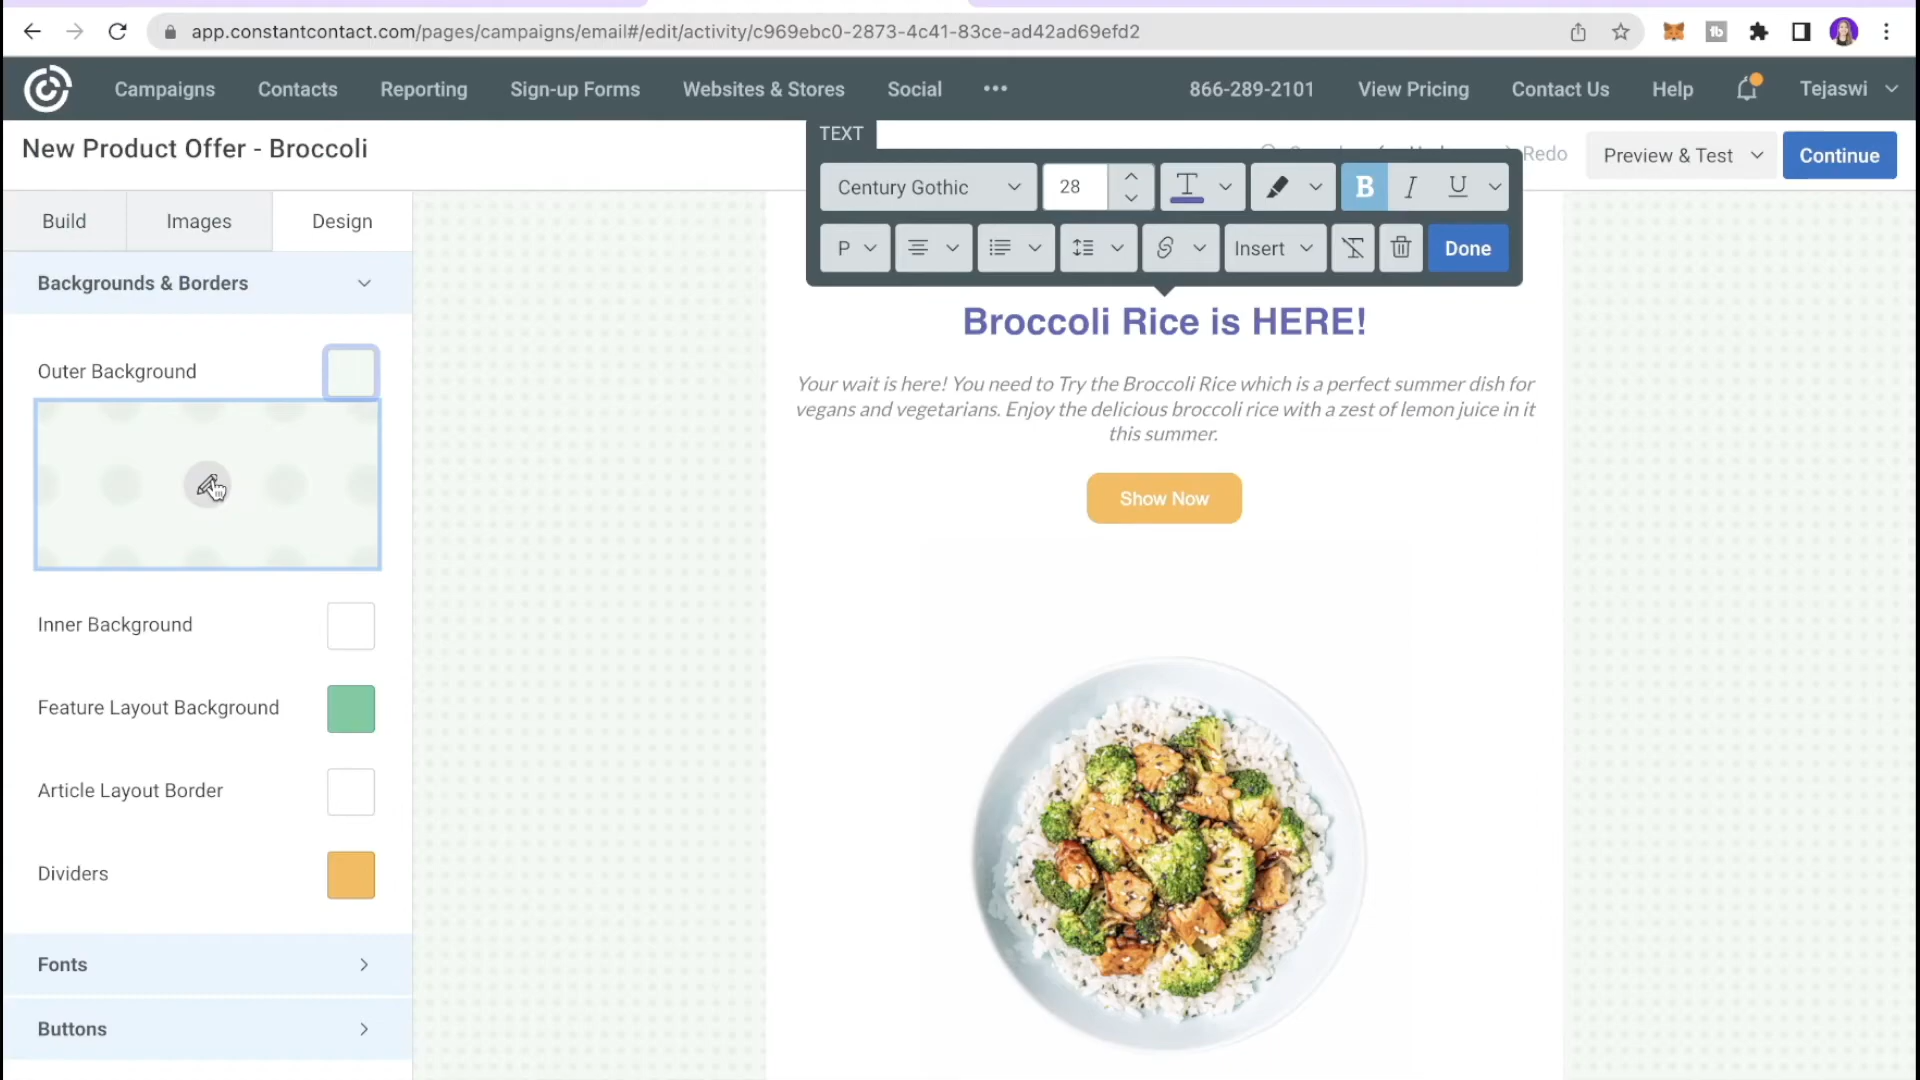 app.constantcontact.com/pages/campaigns/email#/edit/activity/c969ebc0-2873-4c41-83ce-ad42ad69efd2
Campaigns
Contacts
Reporting
Sign-up Forms
Websites & Stores
Social
866-289-2101
View Pricing
Contact Us
Help
Tejaswi
New Product Offer - Broccoli
TEXT
Redo
Preview & Test
Continue
Century Gothic
28
T
B
I
U
P
Insert
Done
Build
Images
Design
Backgrounds & Borders
Outer Background
Inner Background
Feature Layout Background
Article Layout Border
Dividers
Fonts
Buttons
Broccoli Rice is HERE!
Your wait is here! You need to Try the Broccoli Rice which is a perfect summer dish for
vegans and vegetarians. Enjoy the delicious broccoli rice with a zest of lemon juice in it
this summer.
Show Now